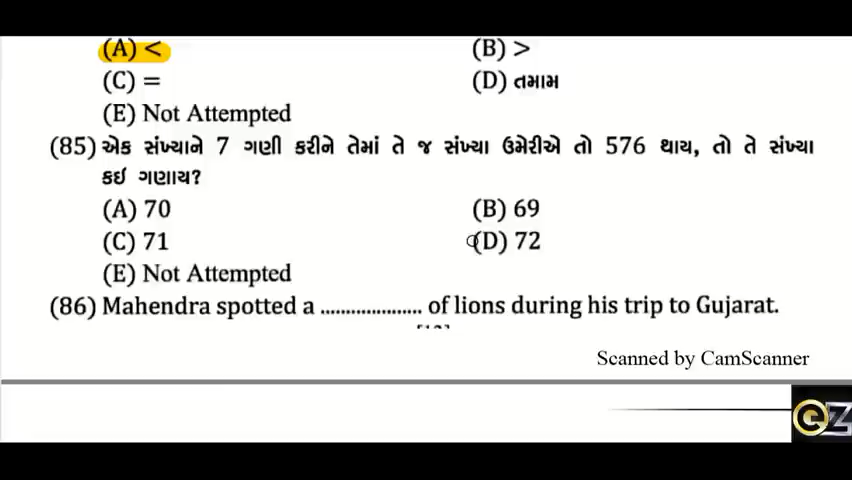 (A) < (B) >
(C) = (D) તમામ
(E) Not Attempted
(85) એક સંખ્યાને 7 ગણી કરીને તેમાં તે જ સંખ્યા ઉમેરીએ તો 576 થાય, તો તે સંખ્યા
કઈ ગણાય?
(A) 70 (B) 69
(C) 71 (D) 72
(E) Not Attempted
(86) Mahendra spotted a ..................... of lions during his trip to Gujarat.
Scanned by CamScanner